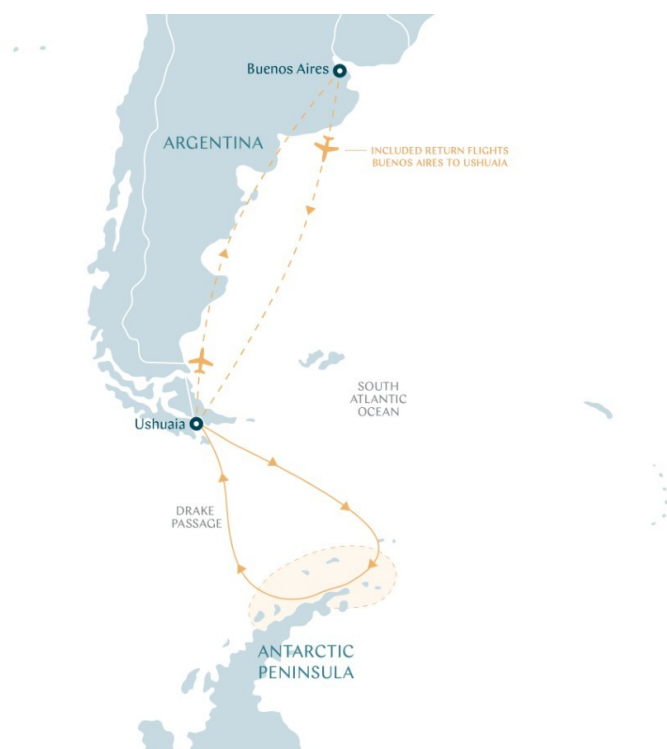 Buenos Aires
ARGENTINA
INCLUDED RETURN FLIGHTS
BUENOS AIRES TO USHUAIA
SOUTH
ATLANTIC
OCEAN
Ushuaia
DRAKE
PASSAGE
ANTARCTIC
PENINSULA